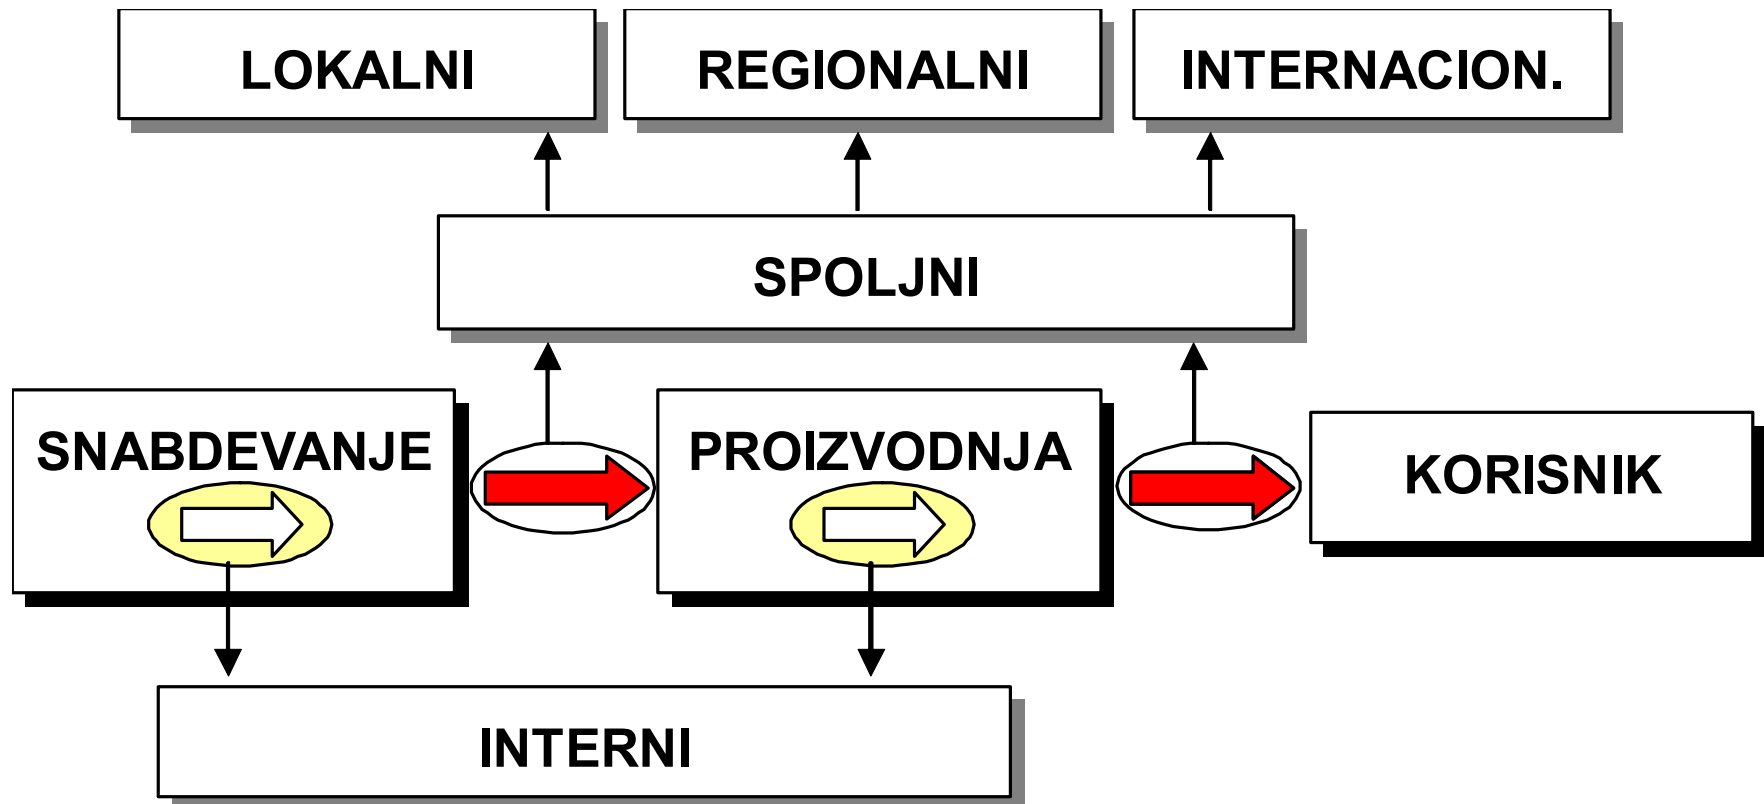 LOKALNI
REGIONALNI
INTERNACION.
SPOLJNI
SNABDEVANJE
PROIZVODNJA
KORISNIK
INTERNI